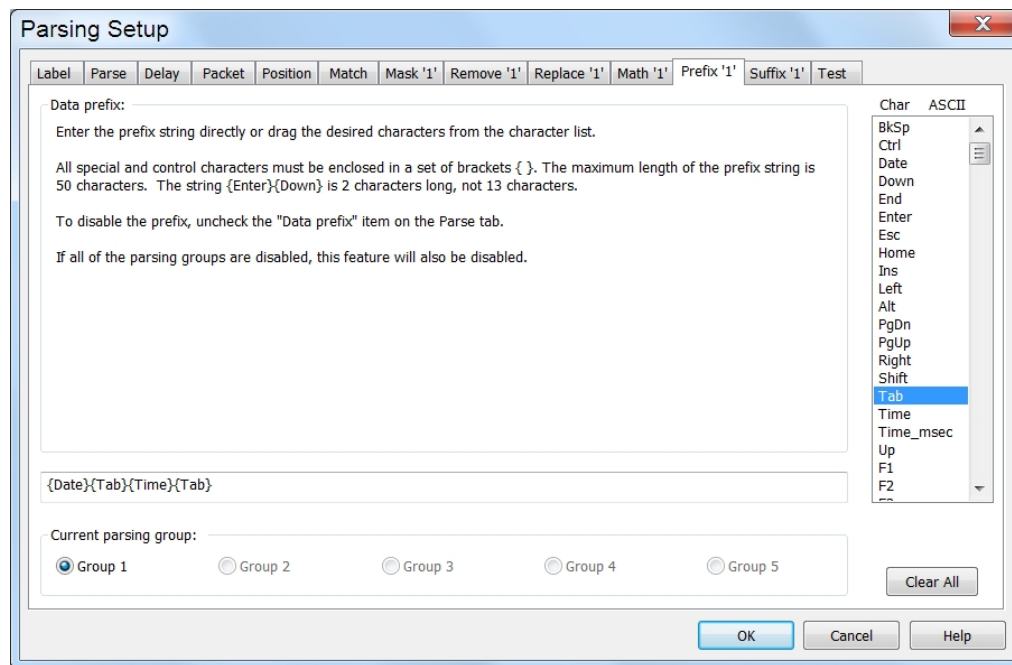 Parsing Setup
X
Label Parse Delay Packet Position Match Mask '1' Remove '1' Replace '1' Math '1' Prefix '1' Suffix '1' Test
Data prefix:
Enter the prefix string directly or drag the desired characters from the character list.
All special and control characters must be enclosed in a set of brackets { }. The maximum length of the prefix string is
50 characters.  The string {Enter}{Down} is 2 characters long, not 13 characters.
To disable the prefix, uncheck the "Data prefix" item on the Parse tab.
If all of the parsing groups are disabled, this feature will also be disabled.
Char ASCII
BkSp
Ctrl
Date
Down
End
Enter
Esc
Home
Ins
Left
Alt
PgDn
PgUp
Right
Shift
Tab
Time
Time_msec
Up
F1
F2
{Date}{Tab}{Time}{Tab}
Current parsing group:
Group 1 Group 2 Group 3 Group 4 Group 5
Clear All
OK Cancel Help